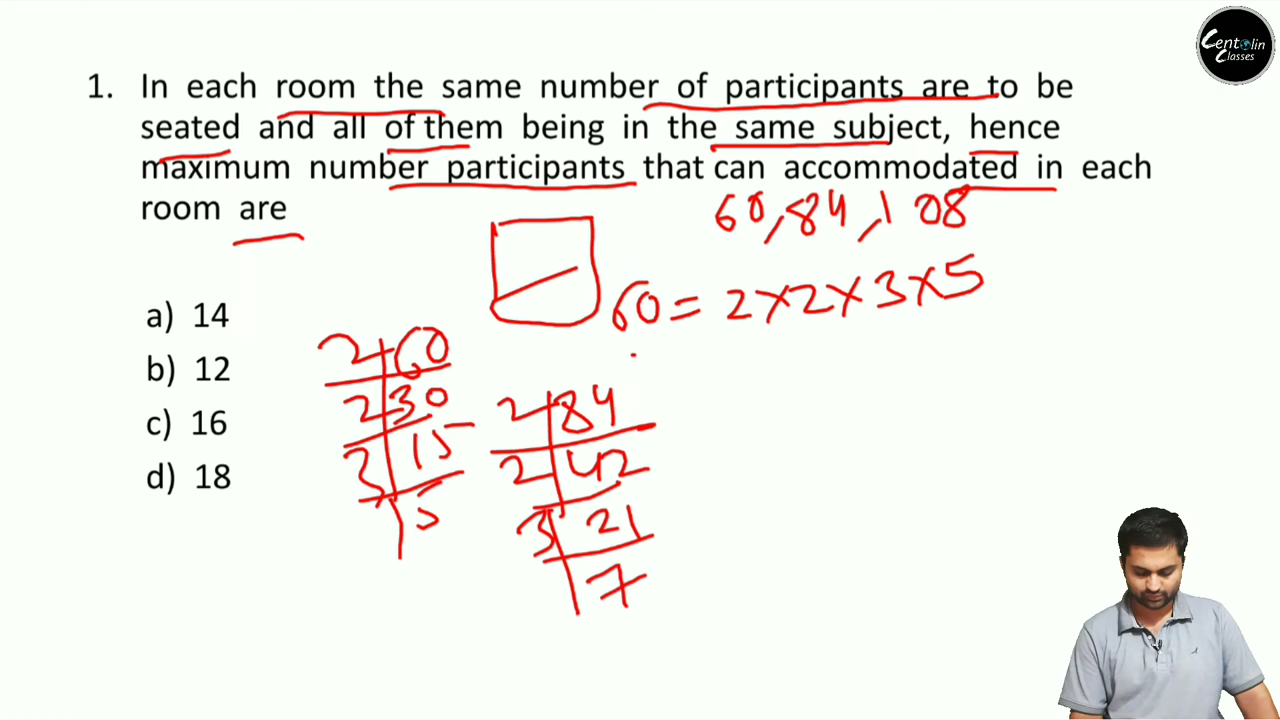 Centolin
Classes
1. In each room the same number of participants are to be
seated and all of them being in the same subject, hence
maximum number participants that can accommodated in each
room are
60, 84, 108
60 = 2×2×3×5
a) 14
b) 12
c) 16
d) 18
2 60
2 30
3 15
5
2 84
2 42
3 21
7